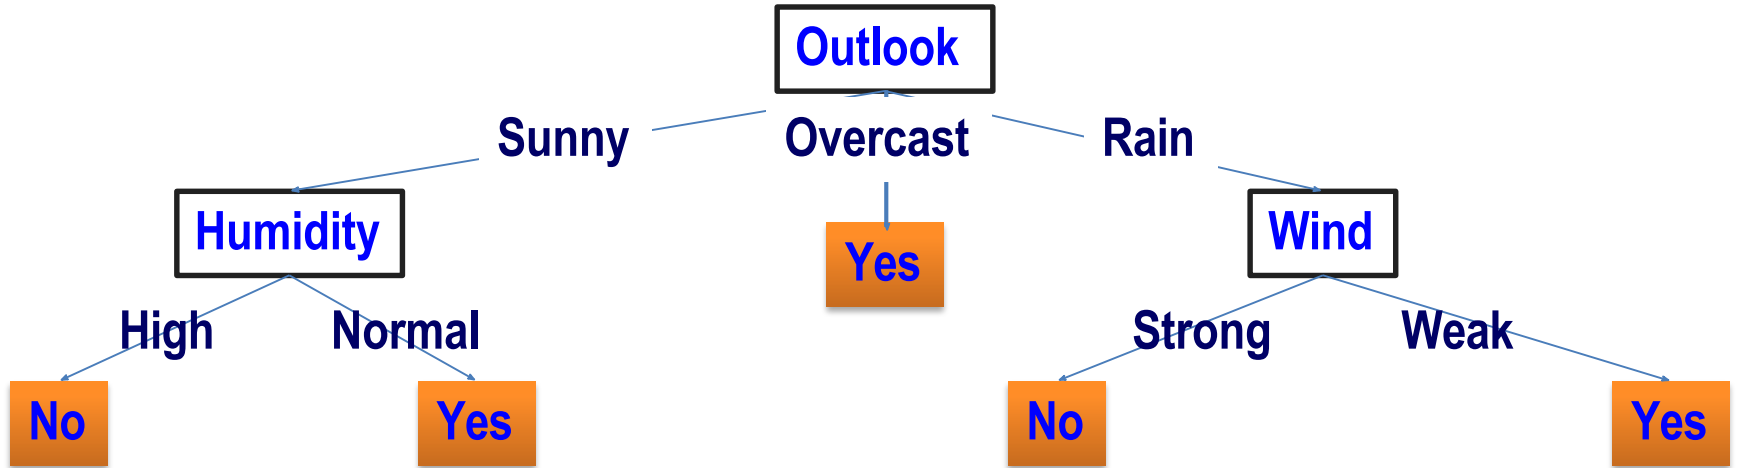 Outlook
Sunny Overcast Rain
Humidity Yes Wind
High Normal Strong Weak
No Yes No Yes